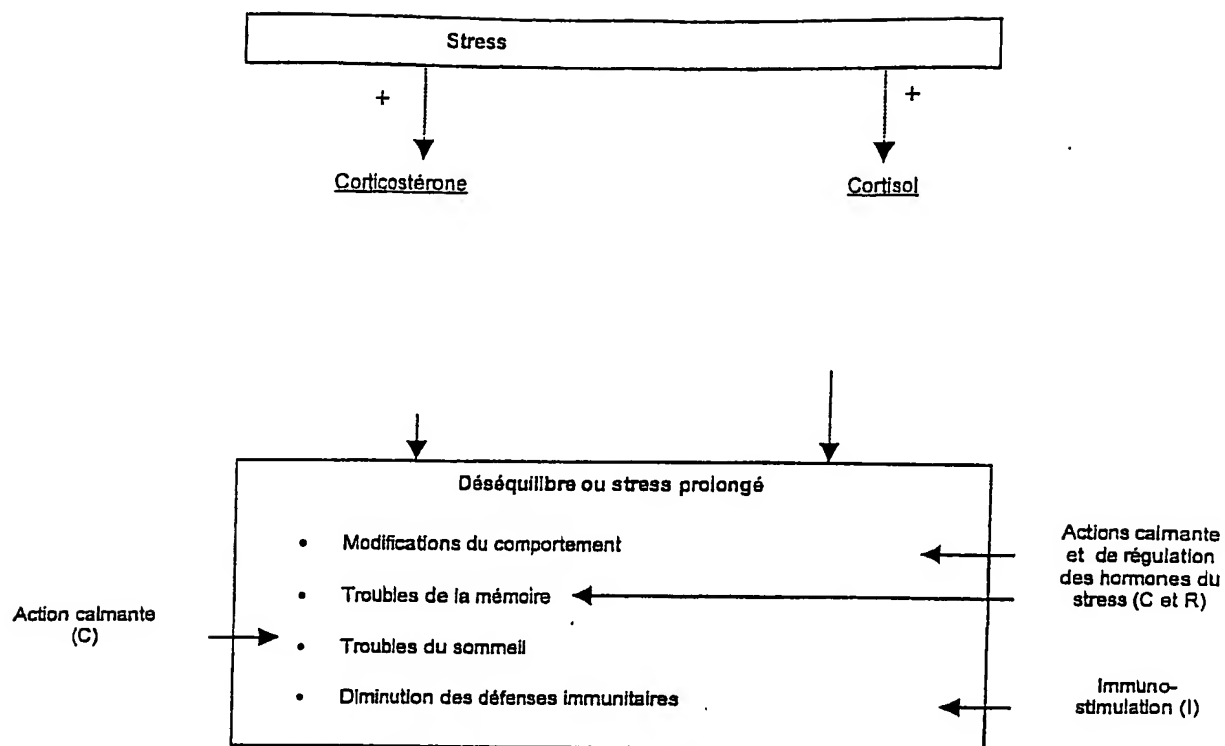 Stress
+
+
Corticostérone
Cortisol
Déséquilibre ou stress prolongé
• Modifications du comportement
• Troubles de la mémoire
• Troubles du sommeil
• Diminution des défenses immunitaires
Action calmante
(C)
Actions calmante
et de régulation
des hormones du
stress (C et R)
Immuno-
stimulation (I)